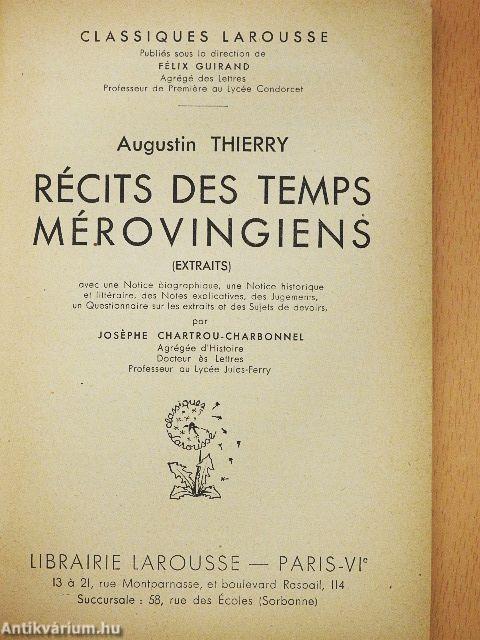 CLASSIQUES LAROUSSE
Publiés sous la direction de
FÉLIX GUIRAND
Agrégé des Lettres
Professeur de Première au Lycée Condorcet
Augustin THIERRY
RÉCITS DES TEMPS
MÉROVINGIENS
(EXTRAITS)
avec une Notice biographique, une Notice historique
et littéraire, des Notes explicatives, des Jugements,
un Questionnaire sur les extraits et des Sujets de devoirs,
par
JOSÈPHE CHARTROU-CHARBONNEL
Agrégée d'Histoire
Docteur ès Lettres
Professeur au Lycée Jules-Ferry
classiques
Larousse
LIBRAIRIE LAROUSSE — PARIS-VIe
13 à 21, rue Montparnasse, et boulevard Raspail, 114
Succursale : 58, rue des Écoles (Sorbonne)
Antikvárium.hu